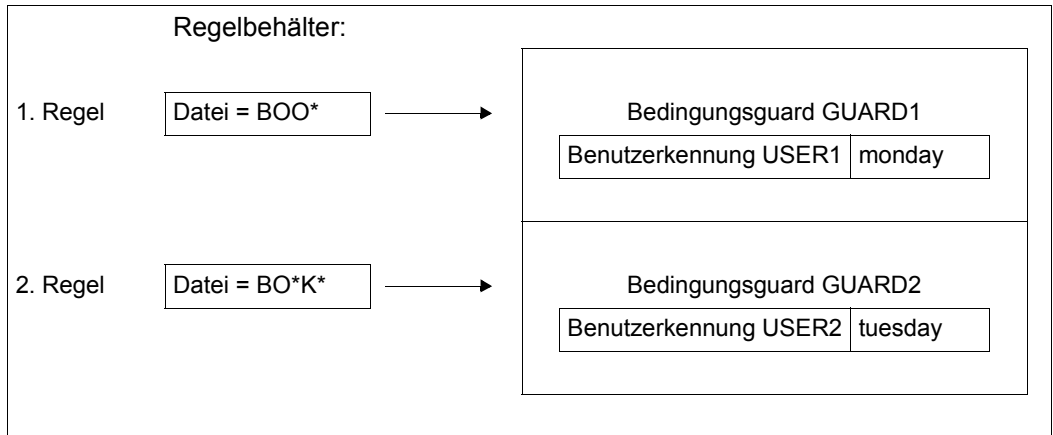 Regelbehälter:
1. Regel Datei = BOO* Bedingungsguard GUARD1
Benutzerkennung USER1 monday
2. Regel Datei = BO*K* Bedingungsguard GUARD2
Benutzerkennung USER2 tuesday